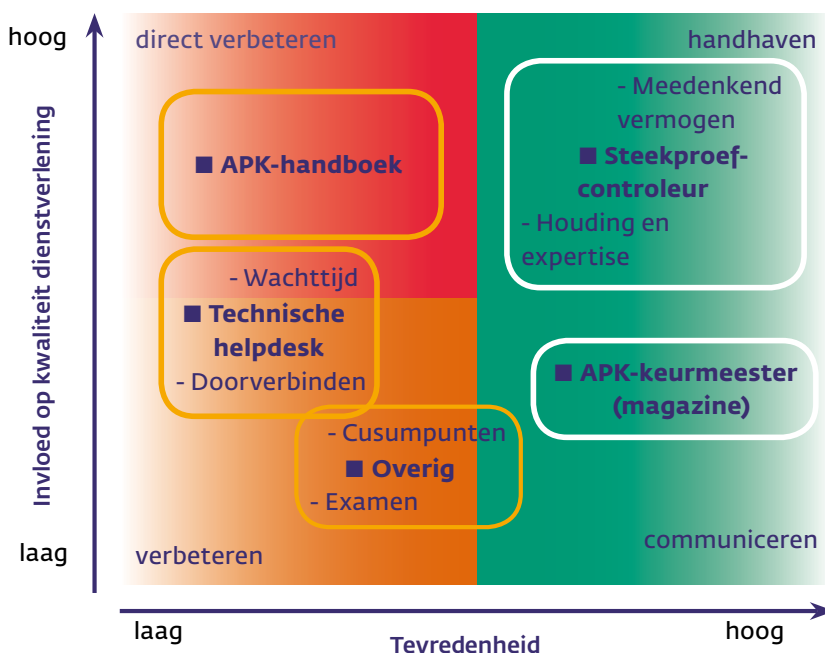 hoog
direct verbeteren
handhaven
- Meedenkend
vermogen
■ APK-handboek
■ Steekproef-
controleur
- Houding en
expertise
- Wachttijd
■ Technische
helpdesk
- Doorverbinden
■ APK-keurmeester
(magazine)
- Cusumpunten
■ Overig
- Examen
Invloed op kwaliteit dienstverlening
laag
verbeteren
communiceren
laag
Tevredenheid
hoog